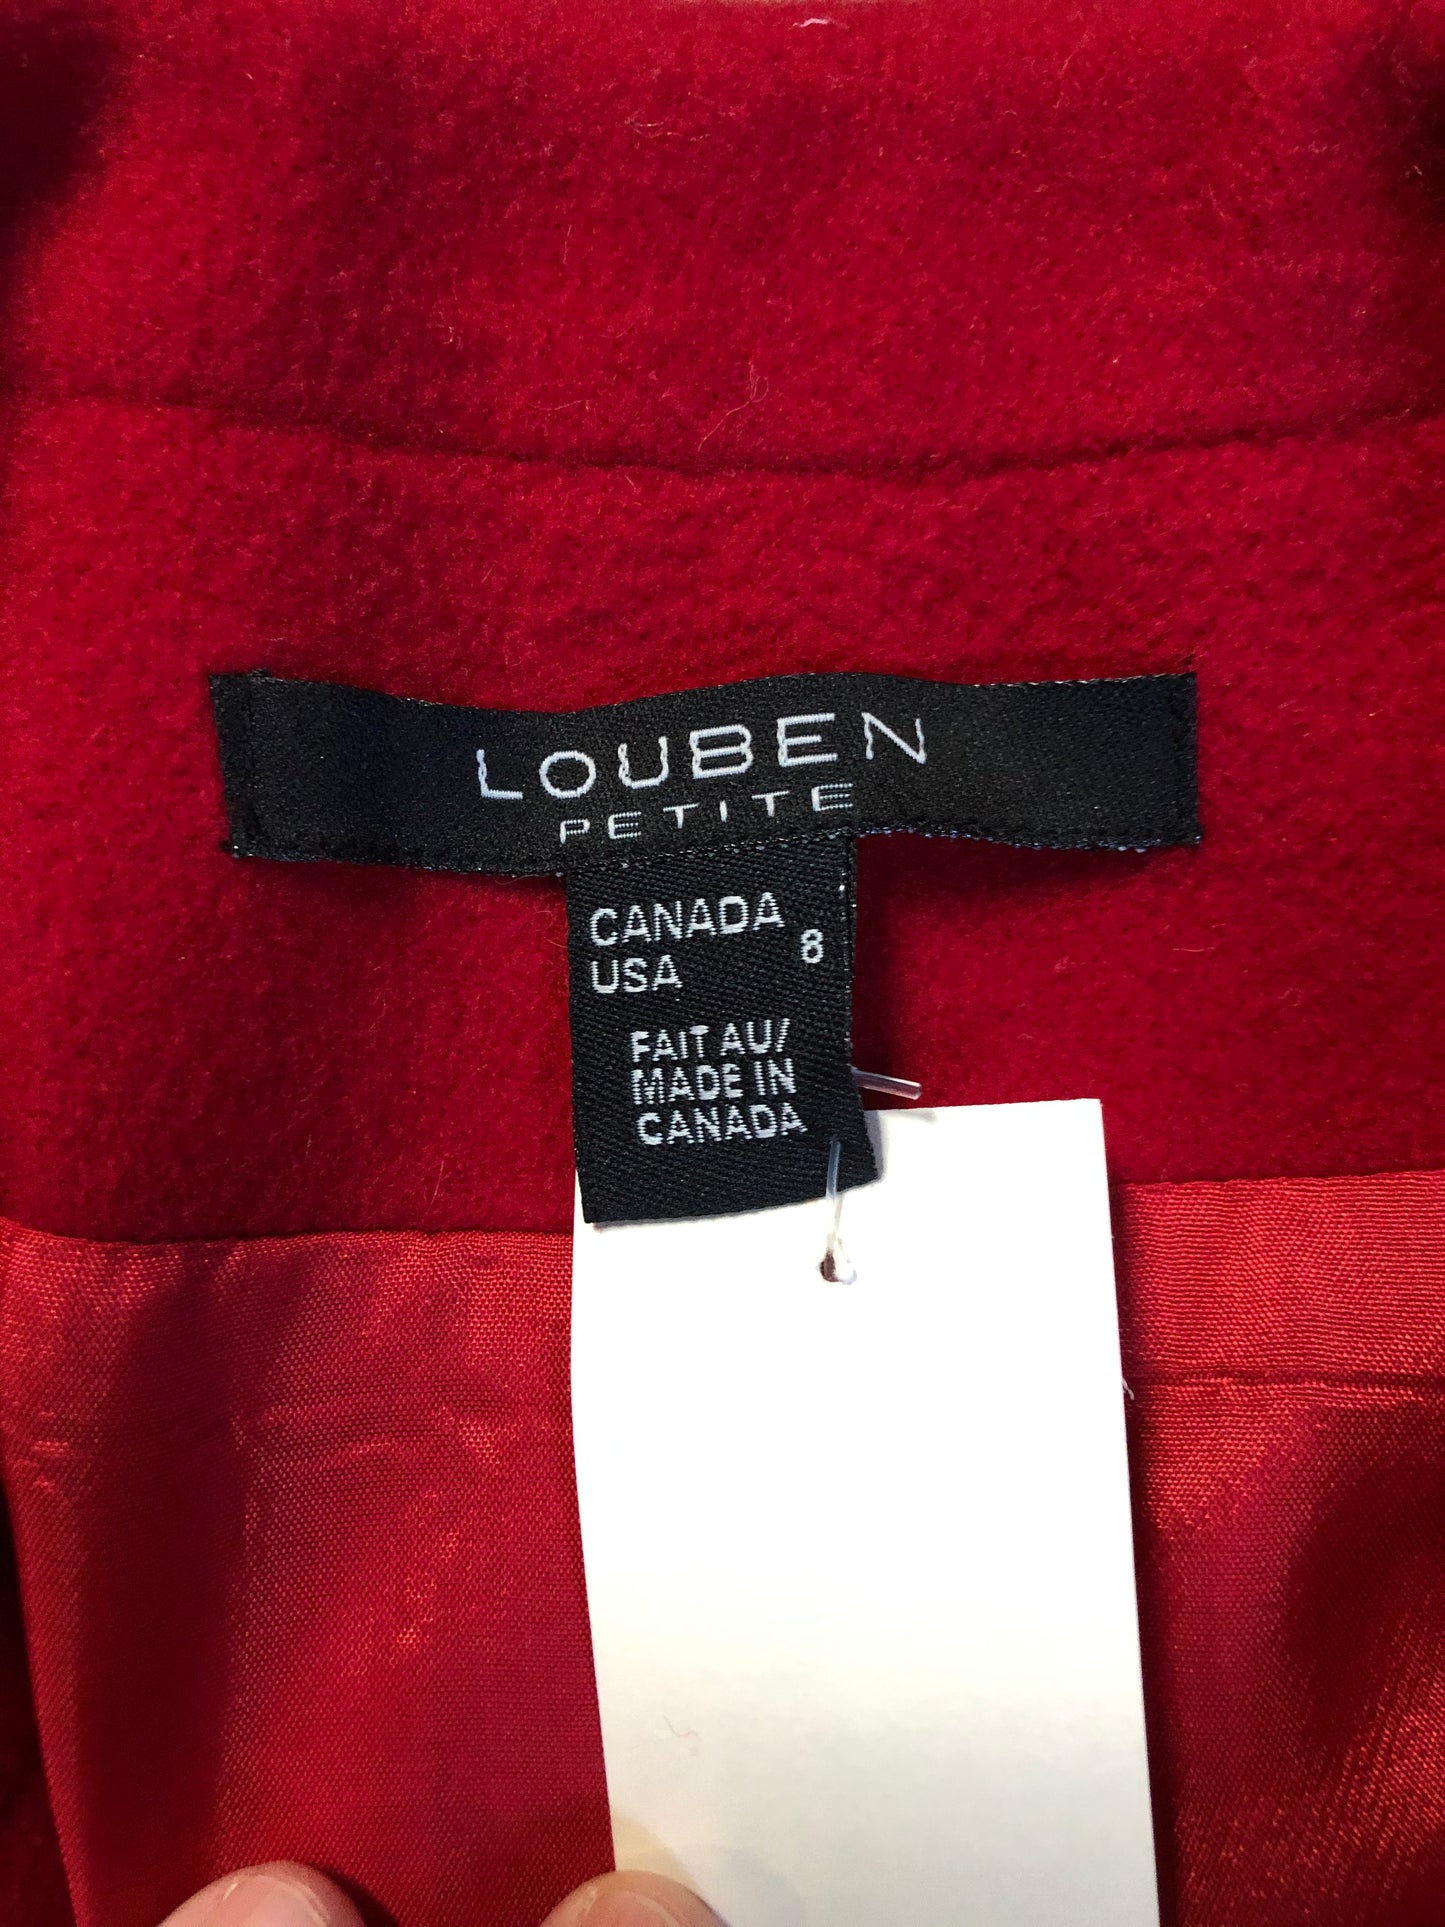 LOUBEN
PETITE
CANADA 8
USA
FAIT AU/
MADE IN
CANADA